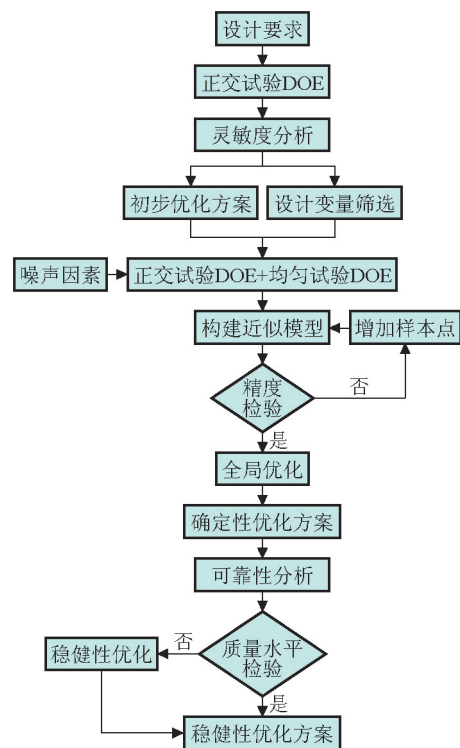 设计要求
正交试验DOE
灵敏度分析
初步优化方案
设计变量筛选
噪声因素
正交试验DOE+均匀试验DOE
构建近似模型
增加样本点
精度
检验
否
是
全局优化
确定性优化方案
可靠性分析
质量水平
检验
否
稳健性优化
是
稳健性优化方案